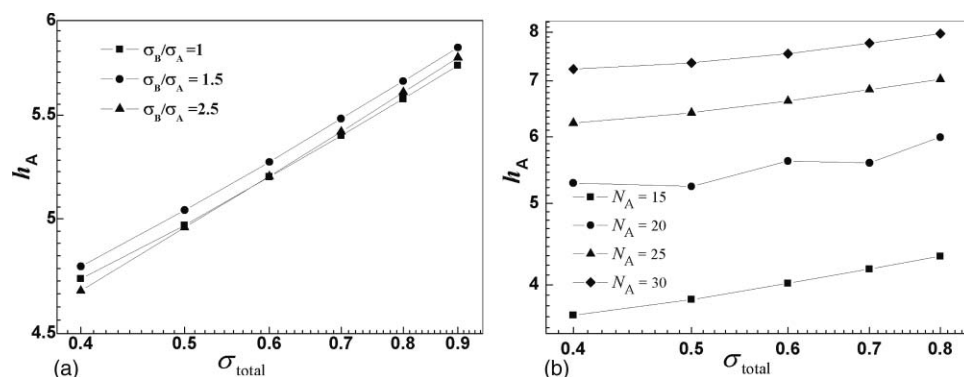 6
5.5
5
4.5
h_A
σ_B/σ_A =1
σ_B/σ_A = 1.5
σ_B/σ_A =2.5
0.4 0.5 0.6 0.7 0.8 0.9
(a) σ_total
8
7
6
5
4
h_A
N_A = 15
N_A = 20
N_A = 25
N_A = 30
0.4 0.5 0.6 0.7 0.8
(b) σ_total